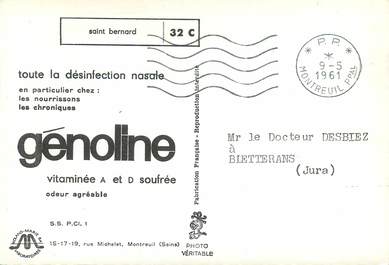 saint bernard 32 C
P. P.
9-5
1961
MONTREUIL PPAL
toute la désinfection nasale
en particulier chez :
les nourrissons
les chroniques
génoline
vitaminée A et D soufrée
odeur agréable
Mr le Docteur DESBIEZ
à
BLETTERANS
(Jura)
Fabrication Française - Reproduction interdite
S.S. P.Cl. 1
15-17-19, rue Michelet, Montreuil (Seine)
PHOTO
VÉRITABLE